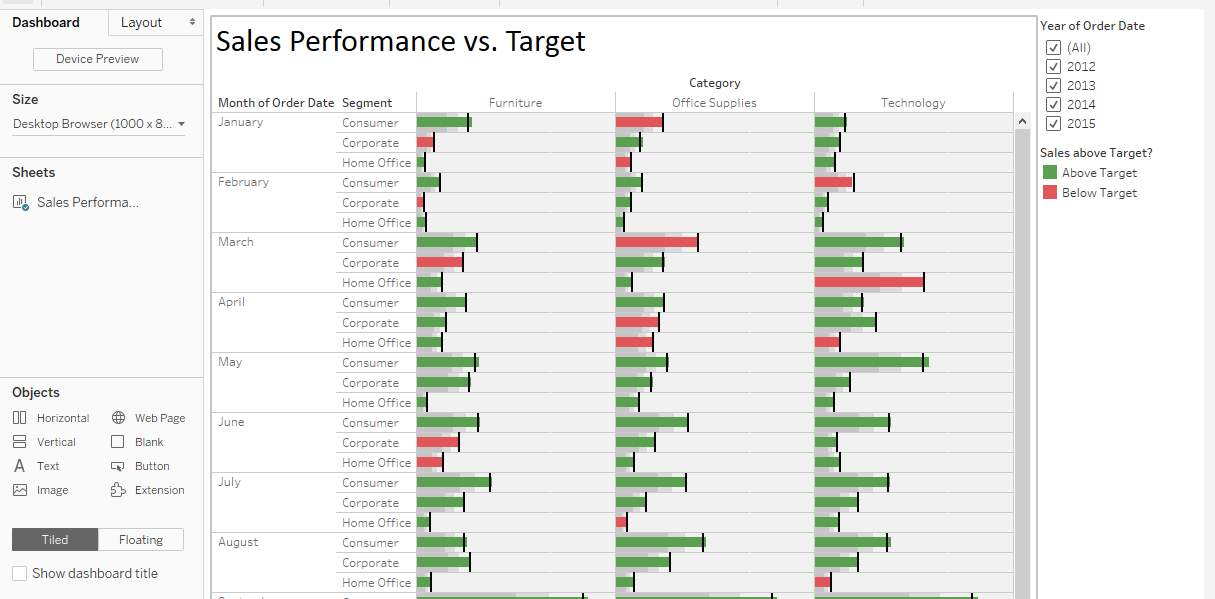 Dashboard Layout
Device Preview
Size
Desktop Browser (1000 x 8...
Sheets
Sales Performa...
Objects
Horizontal Web Page
Vertical Blank
Text Button
Image Extension
Tiled Floating
Show dashboard title
Sales Performance vs. Target
Category
Month of Order Date Segment Furniture Office Supplies Technology
January Consumer
Corporate
Home Office
February Consumer
Corporate
Home Office
March Consumer
Corporate
Home Office
April Consumer
Corporate
Home Office
May Consumer
Corporate
Home Office
June Consumer
Corporate
Home Office
July Consumer
Corporate
Home Office
August Consumer
Corporate
Home Office
Year of Order Date
(All)
2012
2013
2014
2015
Sales above Target?
Above Target
Below Target